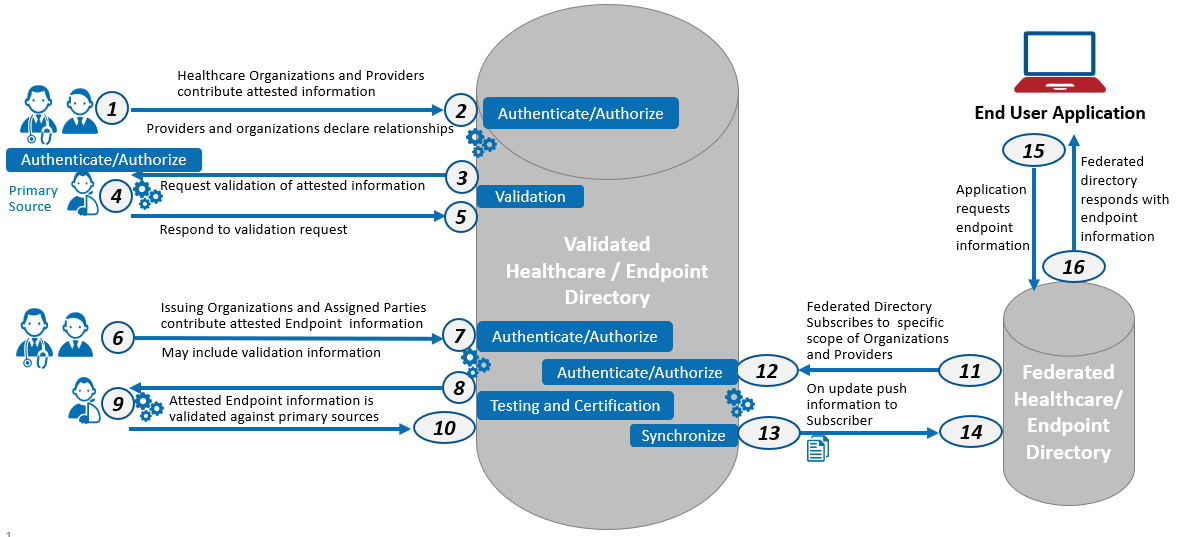 Healthcare Organizations and Providers
contribute attested information
1
2
Authenticate/Authorize
Providers and organizations declare relationships
Authenticate/Authorize
3
Request validation of attested information
Primary
Source
4
Validation
5
Respond to validation request
Validated
Healthcare / Endpoint
Directory
Issuing Organizations and Assigned Parties
contribute attested Endpoint information
6
7
Authenticate/Authorize
May include validation information
Authenticate/Authorize
12
8
9
Attested Endpoint information is
validated against primary sources
Testing and Certification
10
Synchronize
13
Federated Directory
Subscribes to specific
scope of Organizations
and Providers
11
On update push
information to
Subscriber
14
End User Application
15
Application
requests
endpoint
information
Federated
directory
responds with
endpoint
information
16
Federated
Healthcare/
Endpoint
Directory
1